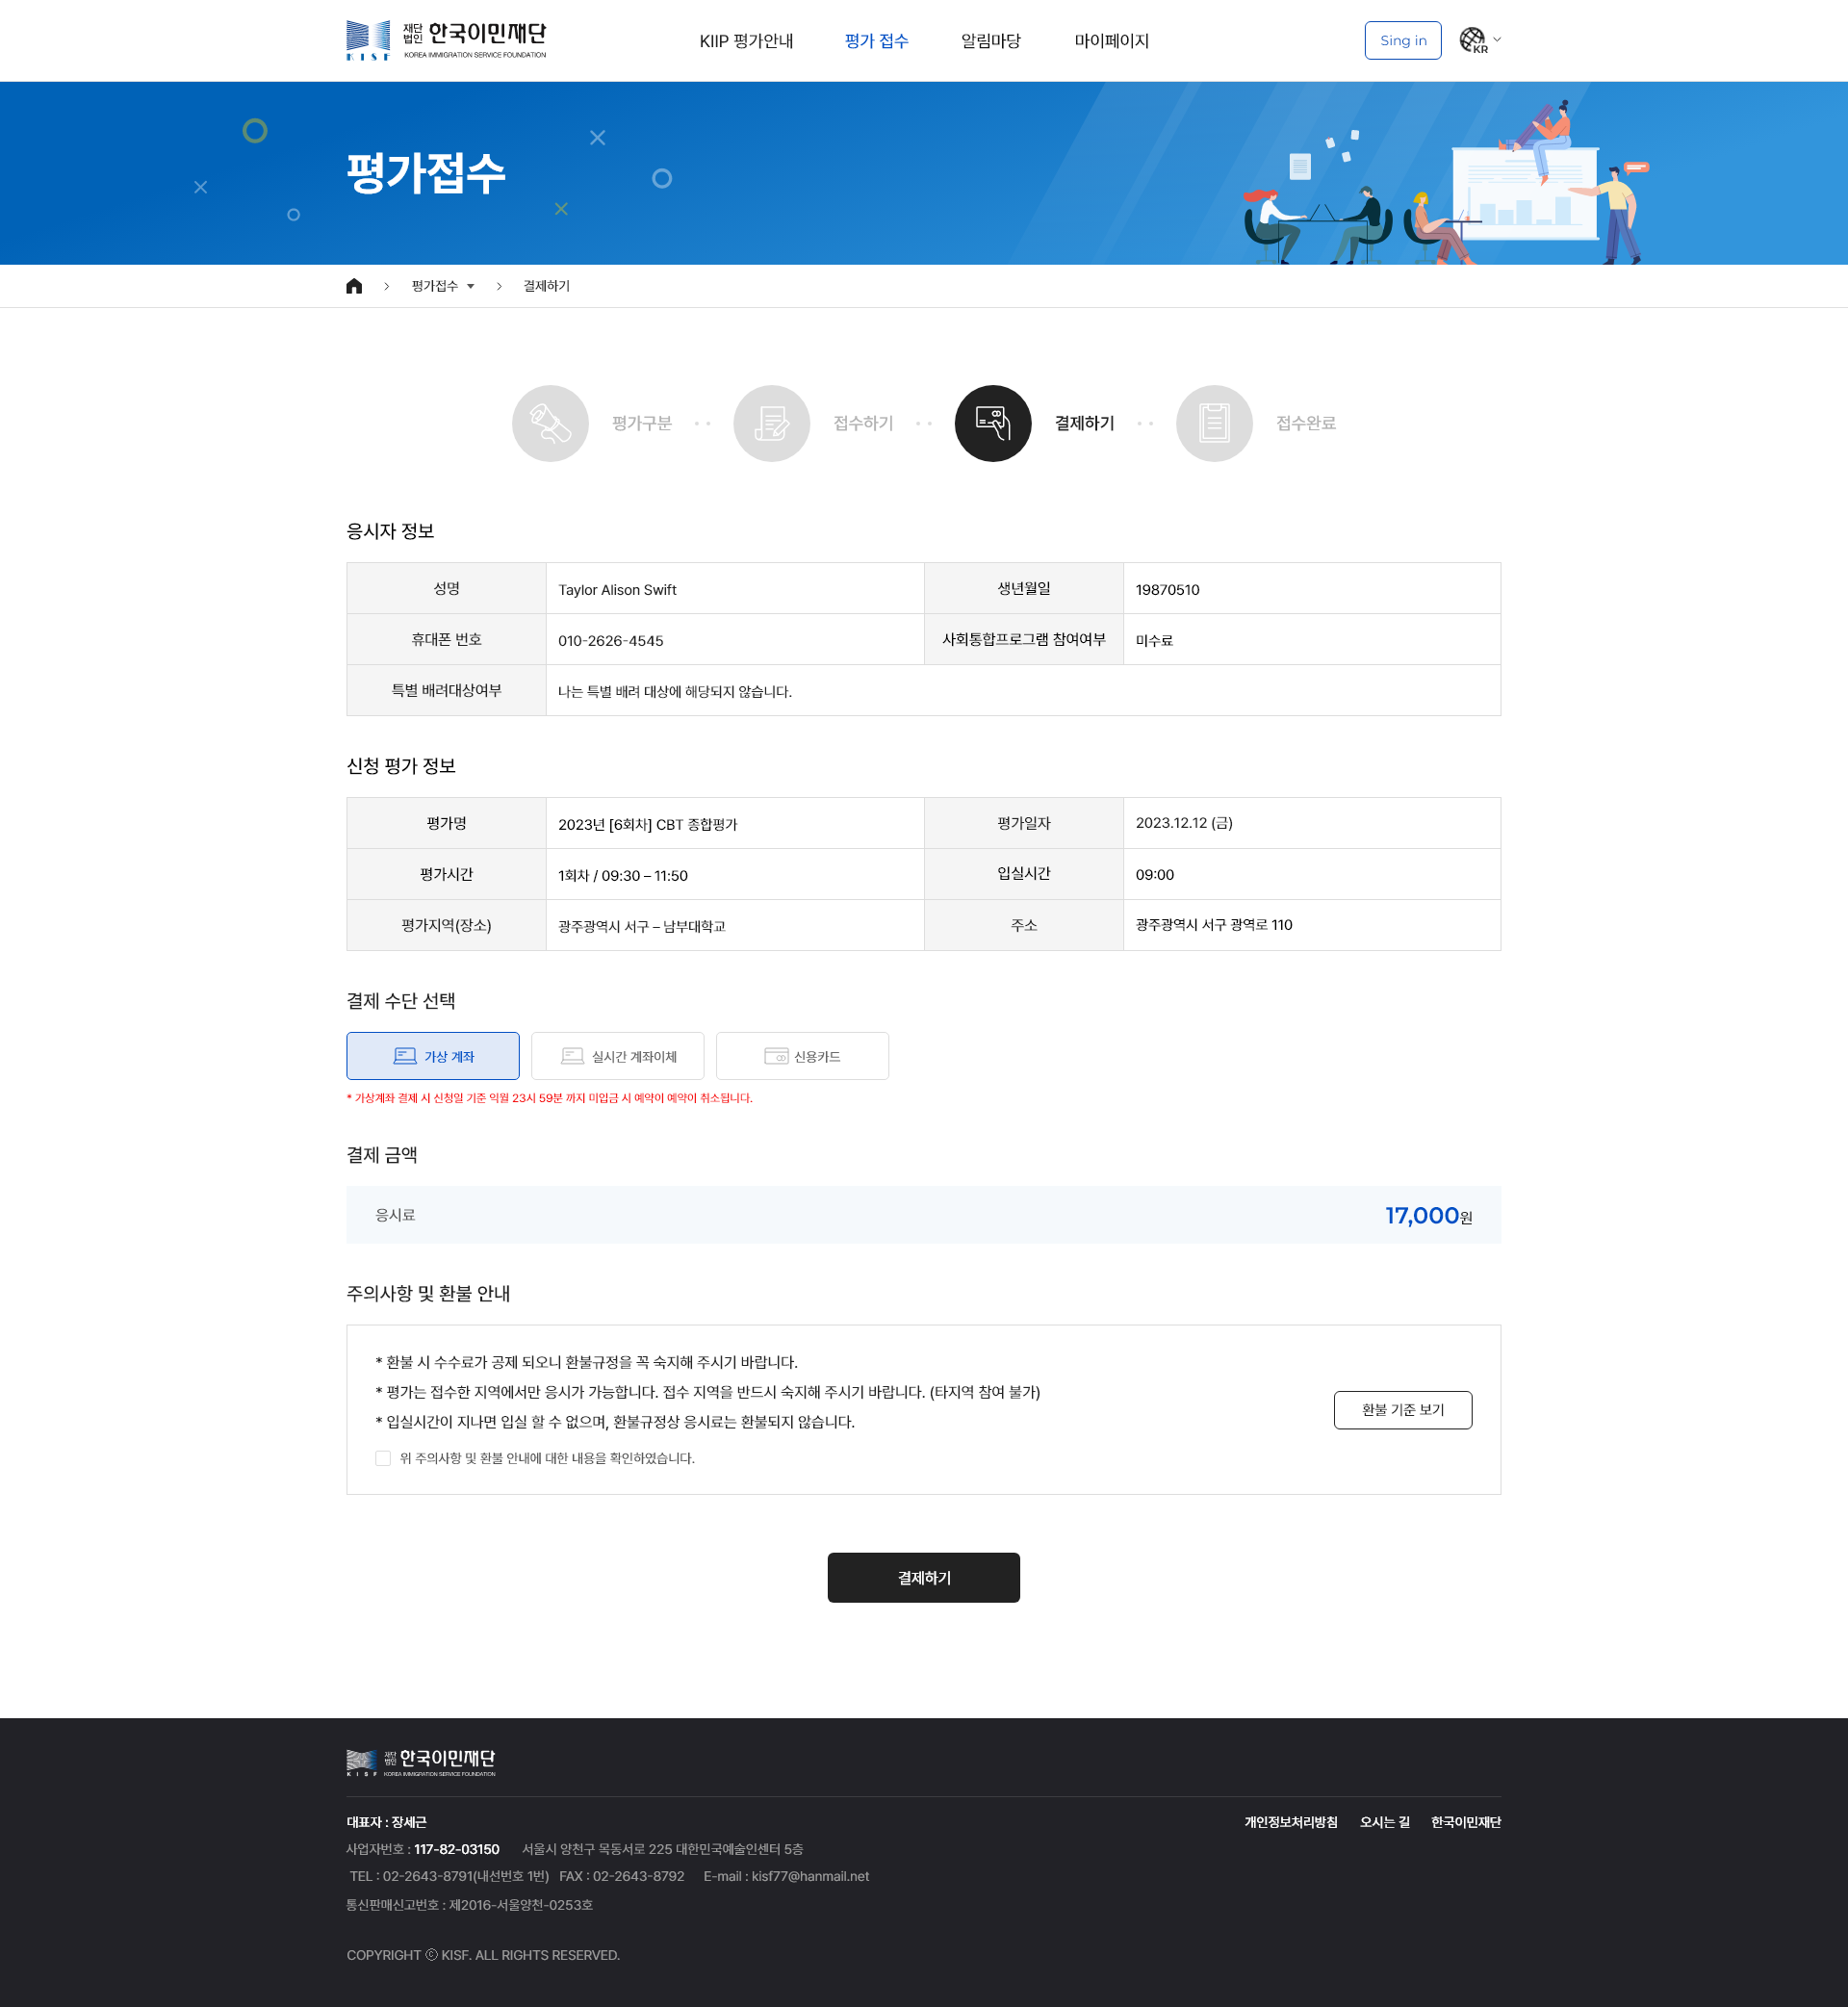 재단법인 한국이민재단
KOREA IMMIGRATION SERVICE FOUNDATION
KISF
KIIP 평가안내 평가 접수 알림마당 마이페이지
Sing in
KR
평가접수
평가접수 결제하기
평가구분 접수하기 결제하기 접수완료
응시자 정보
성명 Taylor Alison Swift 생년월일 19870510
휴대폰 번호 010-2626-4545 사회통합프로그램 참여여부 미수료
특별 배려대상여부 나는 특별 배려 대상에 해당되지 않습니다.
신청 평가 정보
평가명 2023년 [6회차] CBT 종합평가 평가일자 2023.12.12 (금)
평가시간 1회차 / 09:30 – 11:50 입실시간 09:00
평가지역(장소) 광주광역시 서구 – 남부대학교 주소 광주광역시 서구 광역로 110
결제 수단 선택
가상 계좌 실시간 계좌이체 신용카드
* 가상계좌 결제 시 신청일 기준 익월 23시 59분 까지 미입금 시 예약이 예약이 취소됩니다.
결제 금액
응시료 17,000원
주의사항 및 환불 안내
* 환불 시 수수료가 공제 되오니 환불규정을 꼭 숙지해 주시기 바랍니다.
* 평가는 접수한 지역에서만 응시가 가능합니다. 접수 지역을 반드시 숙지해 주시기 바랍니다. (타지역 참여 불가)
* 입실시간이 지나면 입실 할 수 없으며, 환불규정상 응시료는 환불되지 않습니다.
환불 기준 보기
위 주의사항 및 환불 안내에 대한 내용을 확인하였습니다.
결제하기
재단법인 한국이민재단
KISF KOREA IMMIGRATION SERVICE FOUNDATION
대표자 : 장세근 개인정보처리방침 오시는 길 한국이민재단
사업자번호 : 117-82-03150 서울시 양천구 목동서로 225 대한민국예술인센터 5층
TEL : 02-2643-8791(내선번호 1번) FAX : 02-2643-8792 E-mail : kisf77@hanmail.net
통신판매신고번호 : 제2016-서울양천-0253호
COPYRIGHT ⓒ KISF. ALL RIGHTS RESERVED.